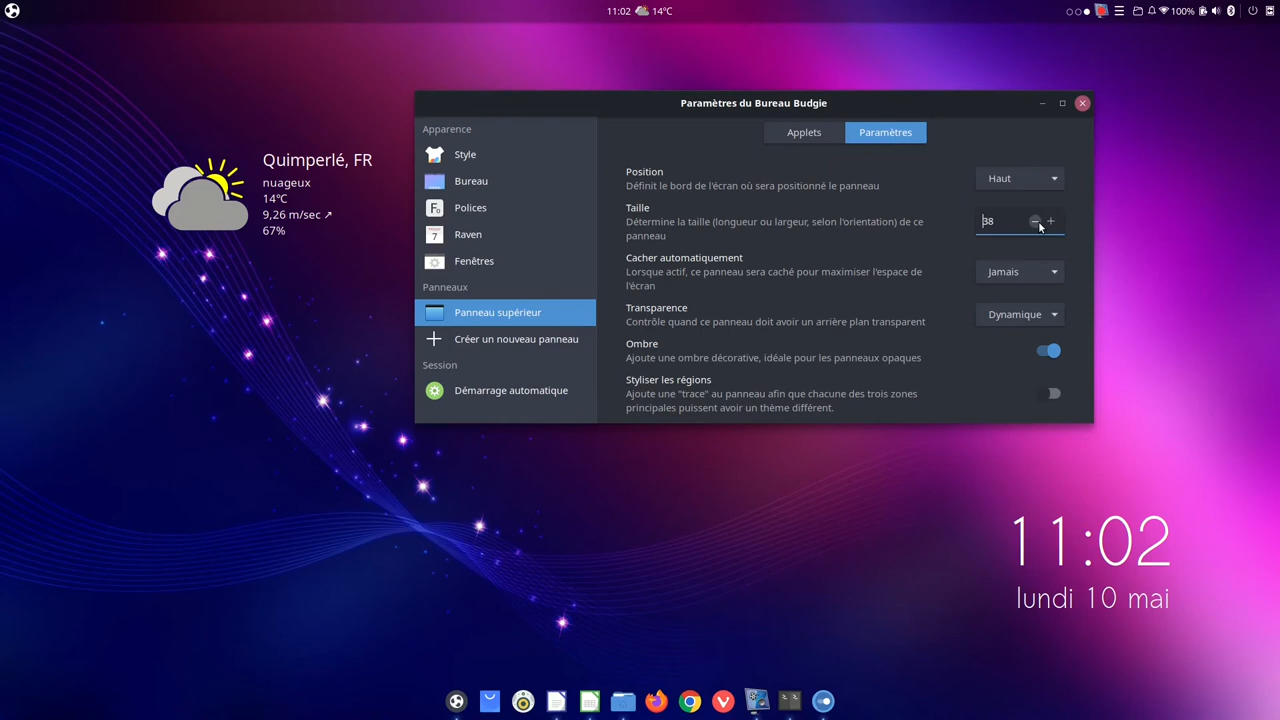 11:02 14°C
100%
Paramètres du Bureau Budgie
Apparence
Style
Bureau
Polices
Raven
Fenêtres
Panneaux
Panneau supérieur
Créer un nouveau panneau
Session
Démarrage automatique
Applets
Paramètres
Position
Définit le bord de l'écran où sera positionné le panneau
Haut
Taille
Détermine la taille (longueur ou largeur, selon l'orientation) de ce
panneau
38
Cacher automatiquement
Lorsque actif, ce panneau sera caché pour maximiser l'espace de
l'écran
Jamais
Transparence
Contrôle quand ce panneau doit avoir un arrière plan transparent
Dynamique
Ombre
Ajoute une ombre décorative, idéale pour les panneaux opaques
Styliser les régions
Ajoute une "trace" au panneau afin que chacune des trois zones
principales puissent avoir un thème différent.
Quimperlé, FR
nuageux
14°C
9,26 m/sec ↗
67%
11:02
lundi 10 mai